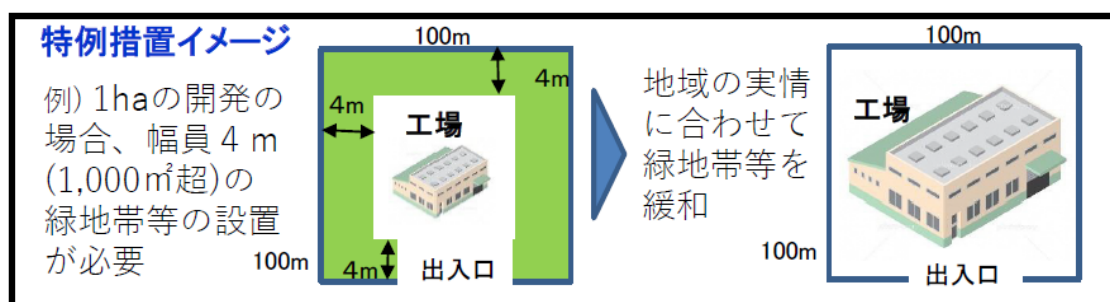 特例措置イメージ
例) 1haの開発の
場合、幅員4m
(1,000㎡超)の
緑地帯等の設置
が必要
100m
4m
4m
工場
100m
4m
出入口
地域の実情
に合わせて
緑地帯等を
緩和
100m
工場
100m
出入口